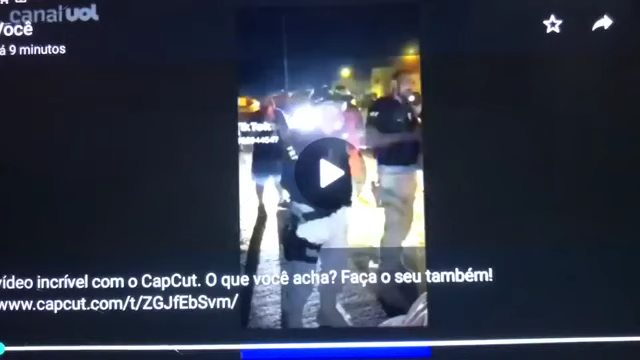 canal uol
Você
á 9 minutos
kTok
vídeo incrível com o CapCut. O que você acha? Faça o seu também!
www.capcut.com/t/ZGJfEbSvm/